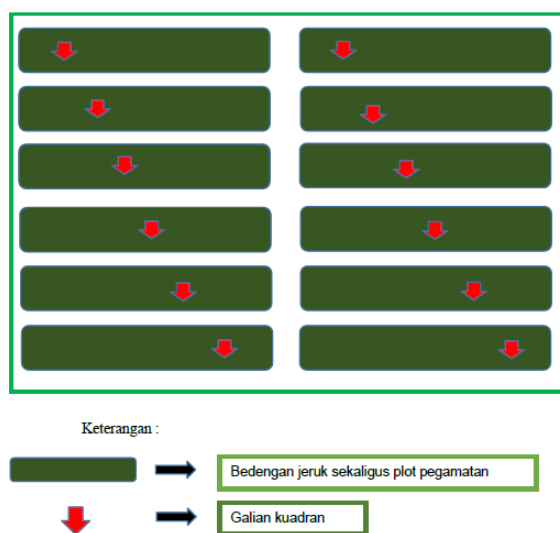 Keterangan :
Bedengan jeruk sekaligus plot pegamatan
Galian kuadran